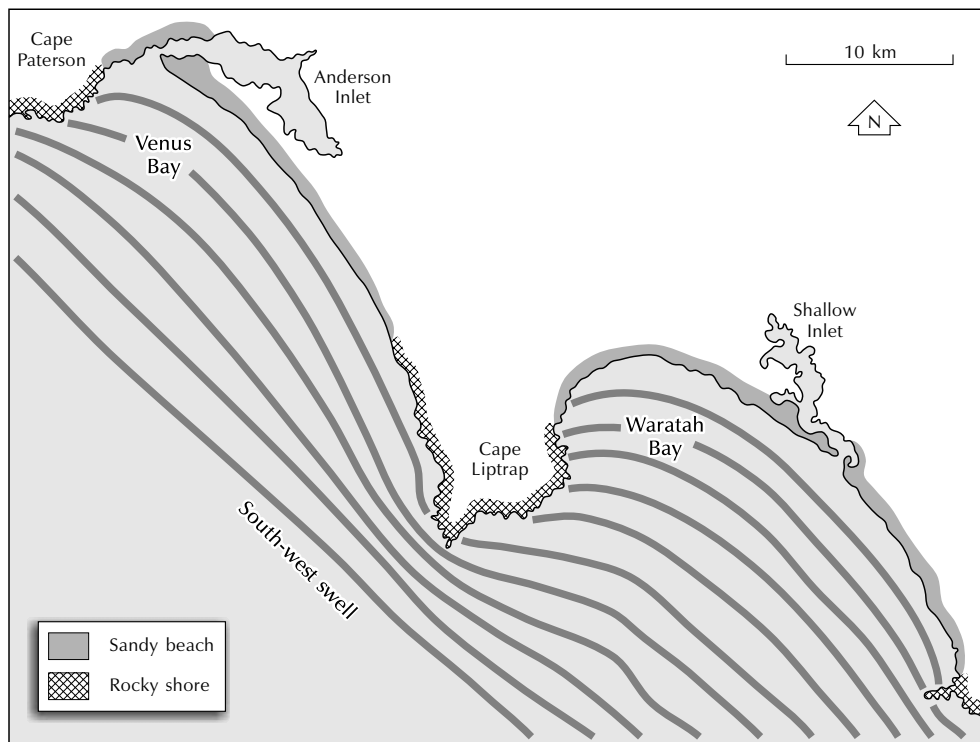 Cape
Paterson
Anderson
Inlet
10 km
N
Venus
Bay
Shallow
Inlet
Waratah
Bay
Cape
Liptrap
South-west swell
Sandy beach
Rocky shore